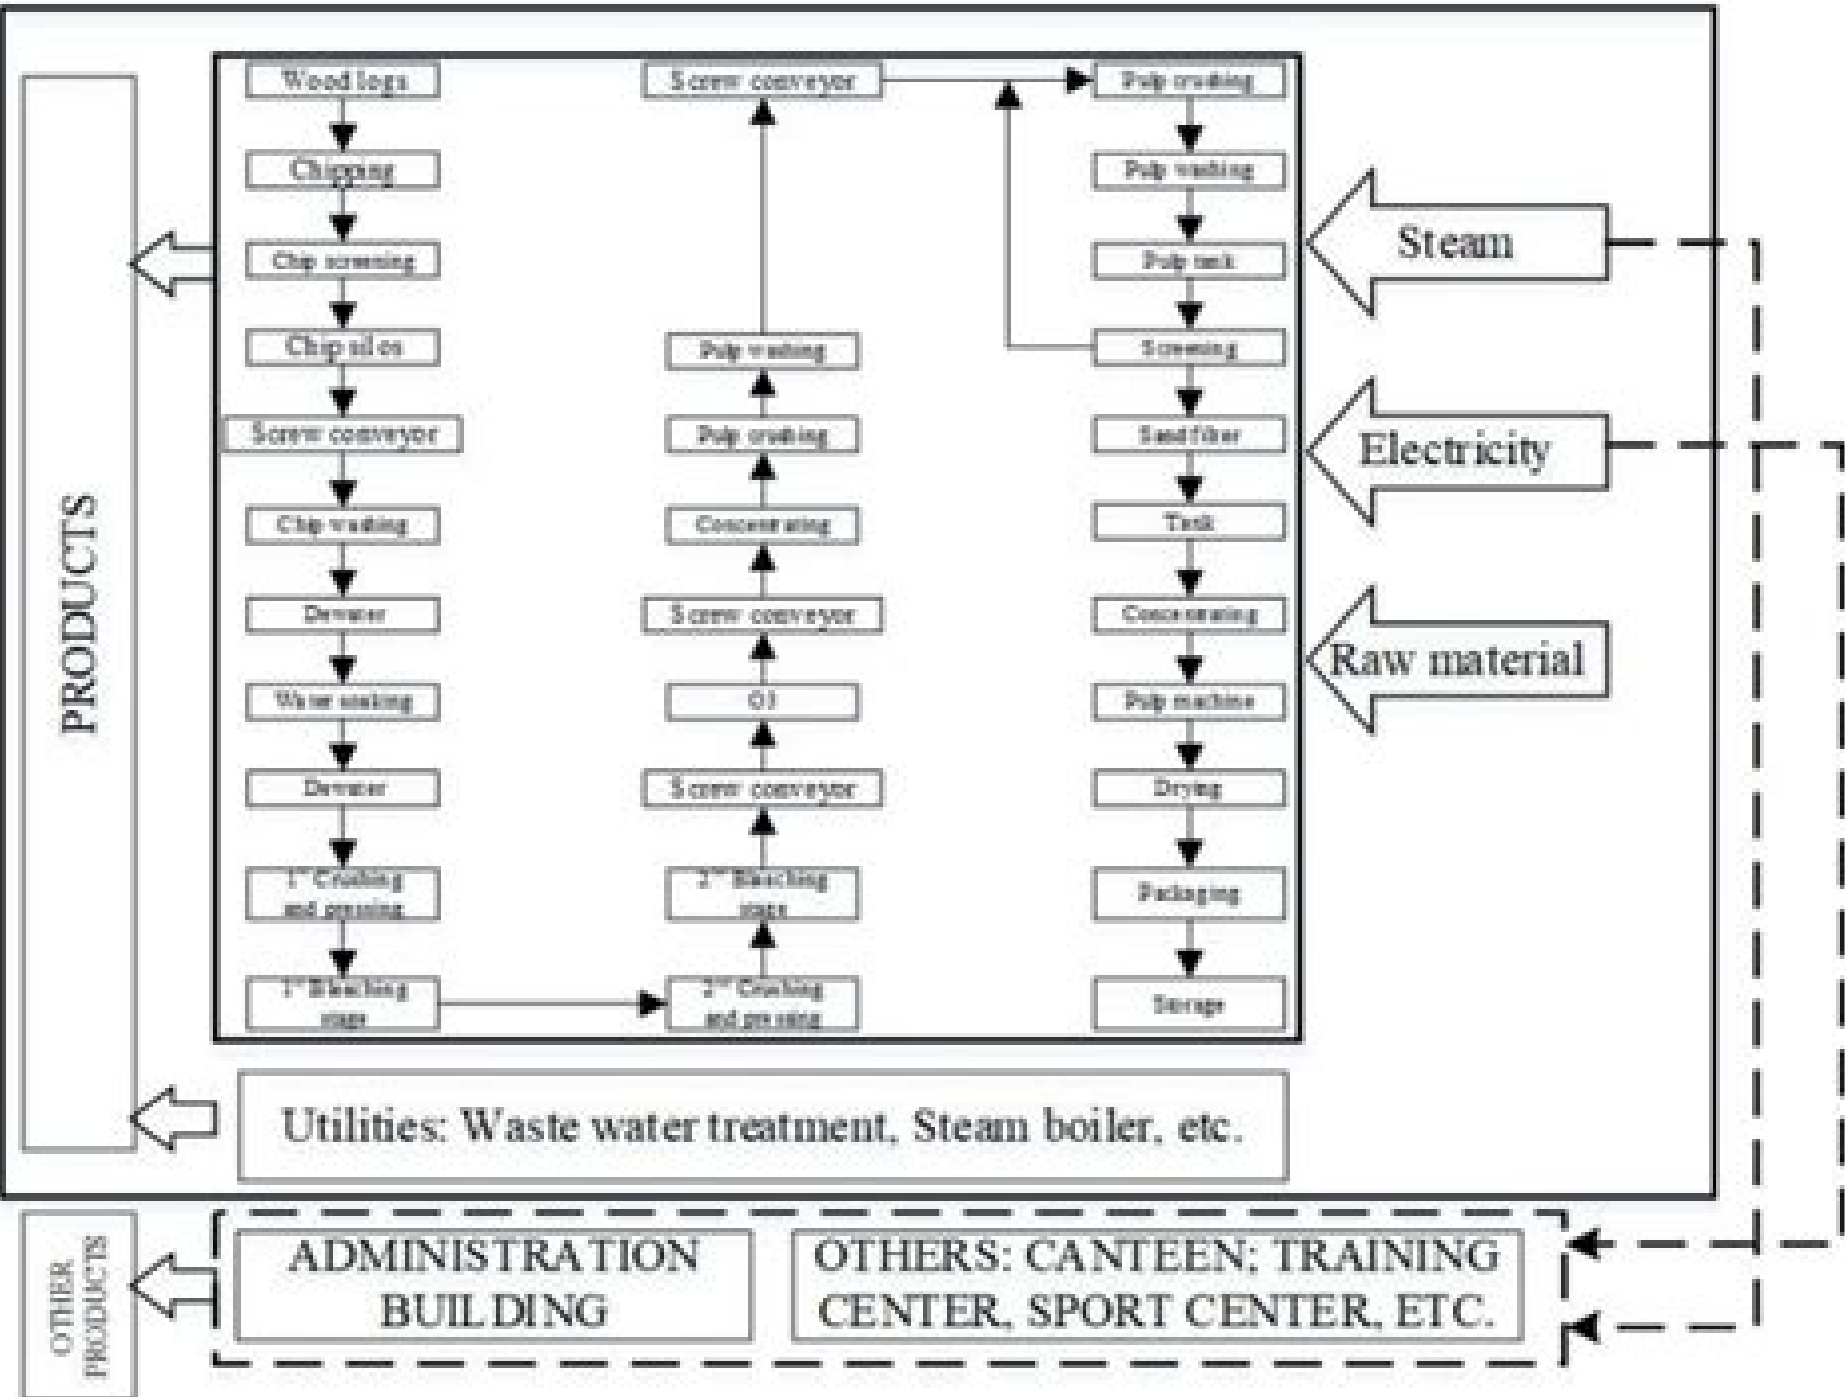 PRODUCTS
Wood logs
Chipping
Chip screening
Chip silos
Screw conveyor
Chip washing
Dewater
Water soaking
Dewater
1st Crushing
and pressing
1st Bleaching
stage
Screw conveyor
Pulp washing
Pulp crushing
Concentrating
Screw conveyor
Screw conveyor
2nd Bleaching
stage
2nd Crushing
and pressing
Pulp crushing
Pulp washing
Pulp tank
Screening
Sand filter
Tank
Concentrating
Pulp machine
Drying
Packaging
Storage
Steam
Electricity
Raw material
Utilities: Waste water treatment, Steam boiler, etc.
OTHER
PRODUCTS
ADMINISTRATION
BUILDING
OTHERS: CANTEEN; TRAINING
CENTER, SPORT CENTER, ETC.